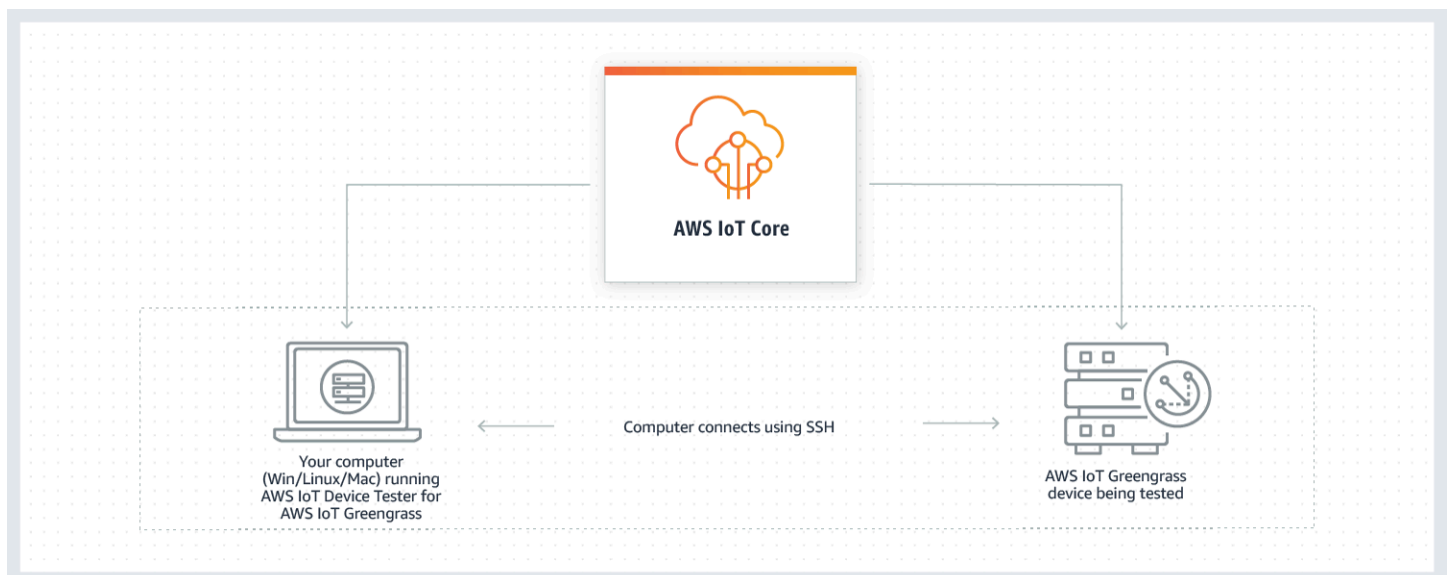 AWS IoT Core
Computer connects using SSH
Your computer
(Win/Linux/Mac) running
AWS IoT Device Tester for
AWS IoT Greengrass
AWS IoT Greengrass
device being tested